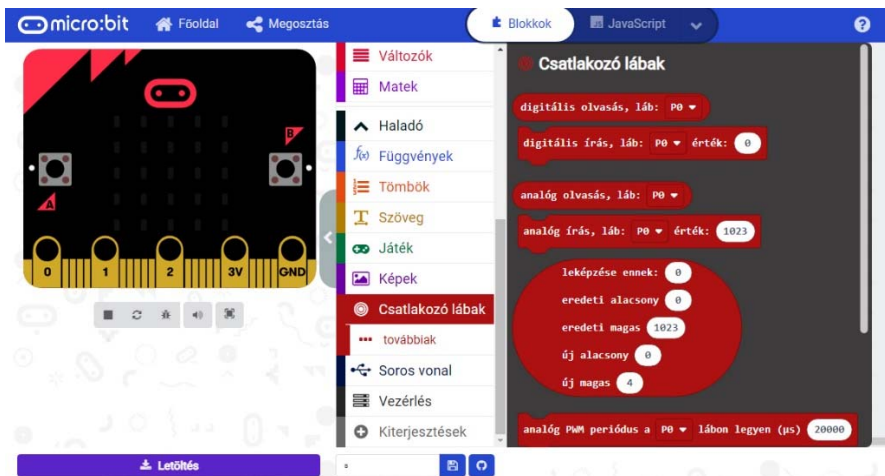 micro:bit
Főoldal
Megosztás
Blokkok
JavaScript
?
B
A
0
1
2
3V
GND
Letöltés
Változók
Matek
Haladó
f(x) Függvények
Tömbök
T Szöveg
Játék
Képek
Csatlakozó lábak
továbbiak
Soros vonal
Vezérlés
Kiterjesztések
s
Csatlakozó lábak
digitális olvasás, láb: P0
digitális írás, láb: P0 érték: 0
analóg olvasás, láb: P0
analóg írás, láb: P0 érték: 1023
leképzése ennek: 0
eredeti alacsony 0
eredeti magas 1023
új alacsony 0
új magas 4
analóg PWM periódus a P0 lábon legyen (µs) 20000